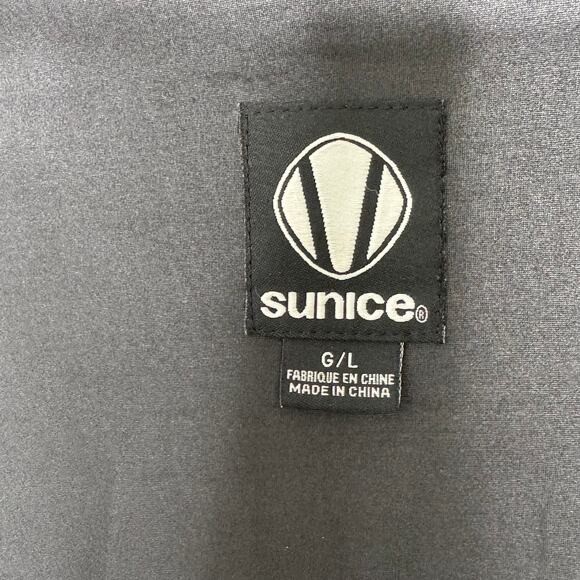 sunice®
G/L
FABRIQUE EN CHINE
MADE IN CHINA